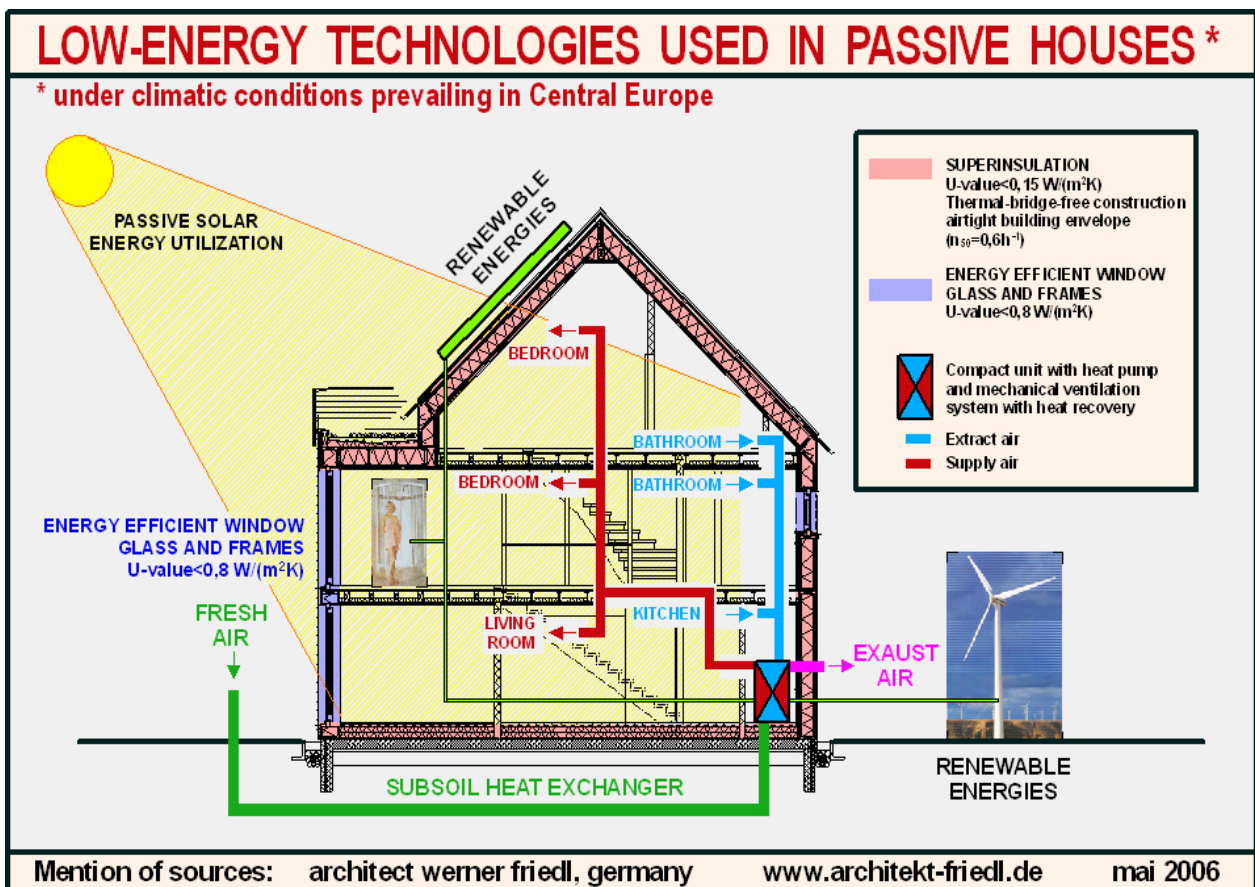 LOW-ENERGY TECHNOLOGIES USED IN PASSIVE HOUSES *
* under climatic conditions prevailing in Central Europe
PASSIVE SOLAR
ENERGY UTILIZATION
RENEWABLE
ENERGIES
SUPERINSULATION
U-value<0,15 W/(m²K)
Thermal-bridge-free construction
airtight building envelope
(n₅₀=0,6h⁻¹)
ENERGY EFFICIENT WINDOW
GLASS AND FRAMES
U-value<0,8 W/(m²K)
Compact unit with heat pump
and mechanical ventilation
system with heat recovery
Extract air
Supply air
BEDROOM
BATHROOM
BEDROOM
BATHROOM
ENERGY EFFICIENT WINDOW
GLASS AND FRAMES
U-value<0,8 W/(m²K)
FRESH
AIR
LIVING
ROOM
KITCHEN
EXAUST
AIR
SUBSOIL HEAT EXCHANGER
RENEWABLE
ENERGIES
Mention of sources: architect werner friedl, germany www.architekt-friedl.de mai 2006